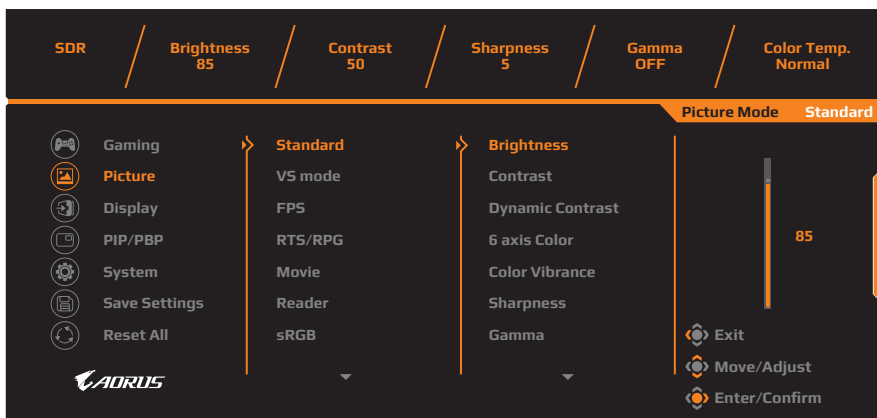 SDR
Brightness
85
Contrast
50
Sharpness
5
Gamma
OFF
Color Temp.
Normal
Picture Mode Standard
Gaming
Picture
Display
PIP/PBP
System
Save Settings
Reset All
Standard
VS mode
FPS
RTS/RPG
Movie
Reader
sRGB
Brightness
Contrast
Dynamic Contrast
6 axis Color
Color Vibrance
Sharpness
Gamma
85
Exit
Move/Adjust
Enter/Confirm
AORUS